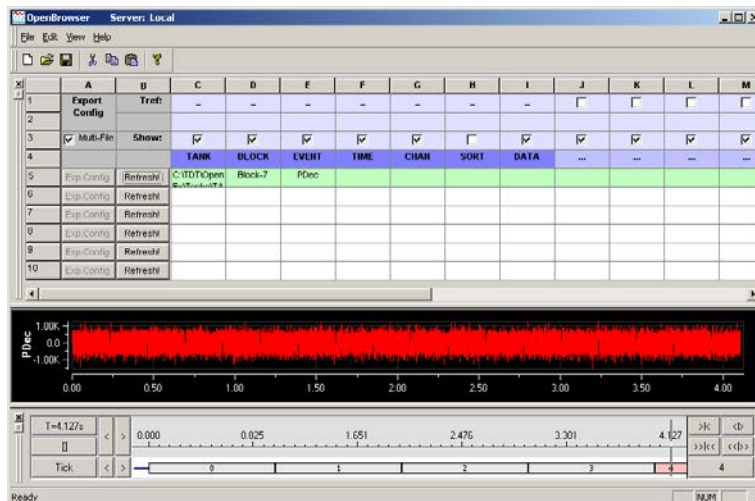 OpenBrowser Server: Local
File Edit View Help
A B C D E F G H I J K L M
1 Export Config Tref: -- -- -- -- -- -- --
2
3 Multi-File Show:
4 TANK BLOCK EVENT TIME CHAN SORT DATA ... ... ... ...
5 Exp.Config Refresh! C:\TDT\Open Block-7 PDec
6 Exp.Config Refresh!
7 Exp.Config Refresh!
8 Exp.Config Refresh!
9 Exp.Config Refresh!
10 Exp.Config Refresh!
PDec
1.00K
0.0
-1.00K
0.00 0.50 1.00 1.50 2.00 2.50 3.00 3.50 4.00
T=4.127s < > 0.000 0.025 1.651 2.476 3.301 4.127 >|< <|>
[] >>|<< <<|>>
Tick < > 0 1 2 3 4 4
Ready NUM